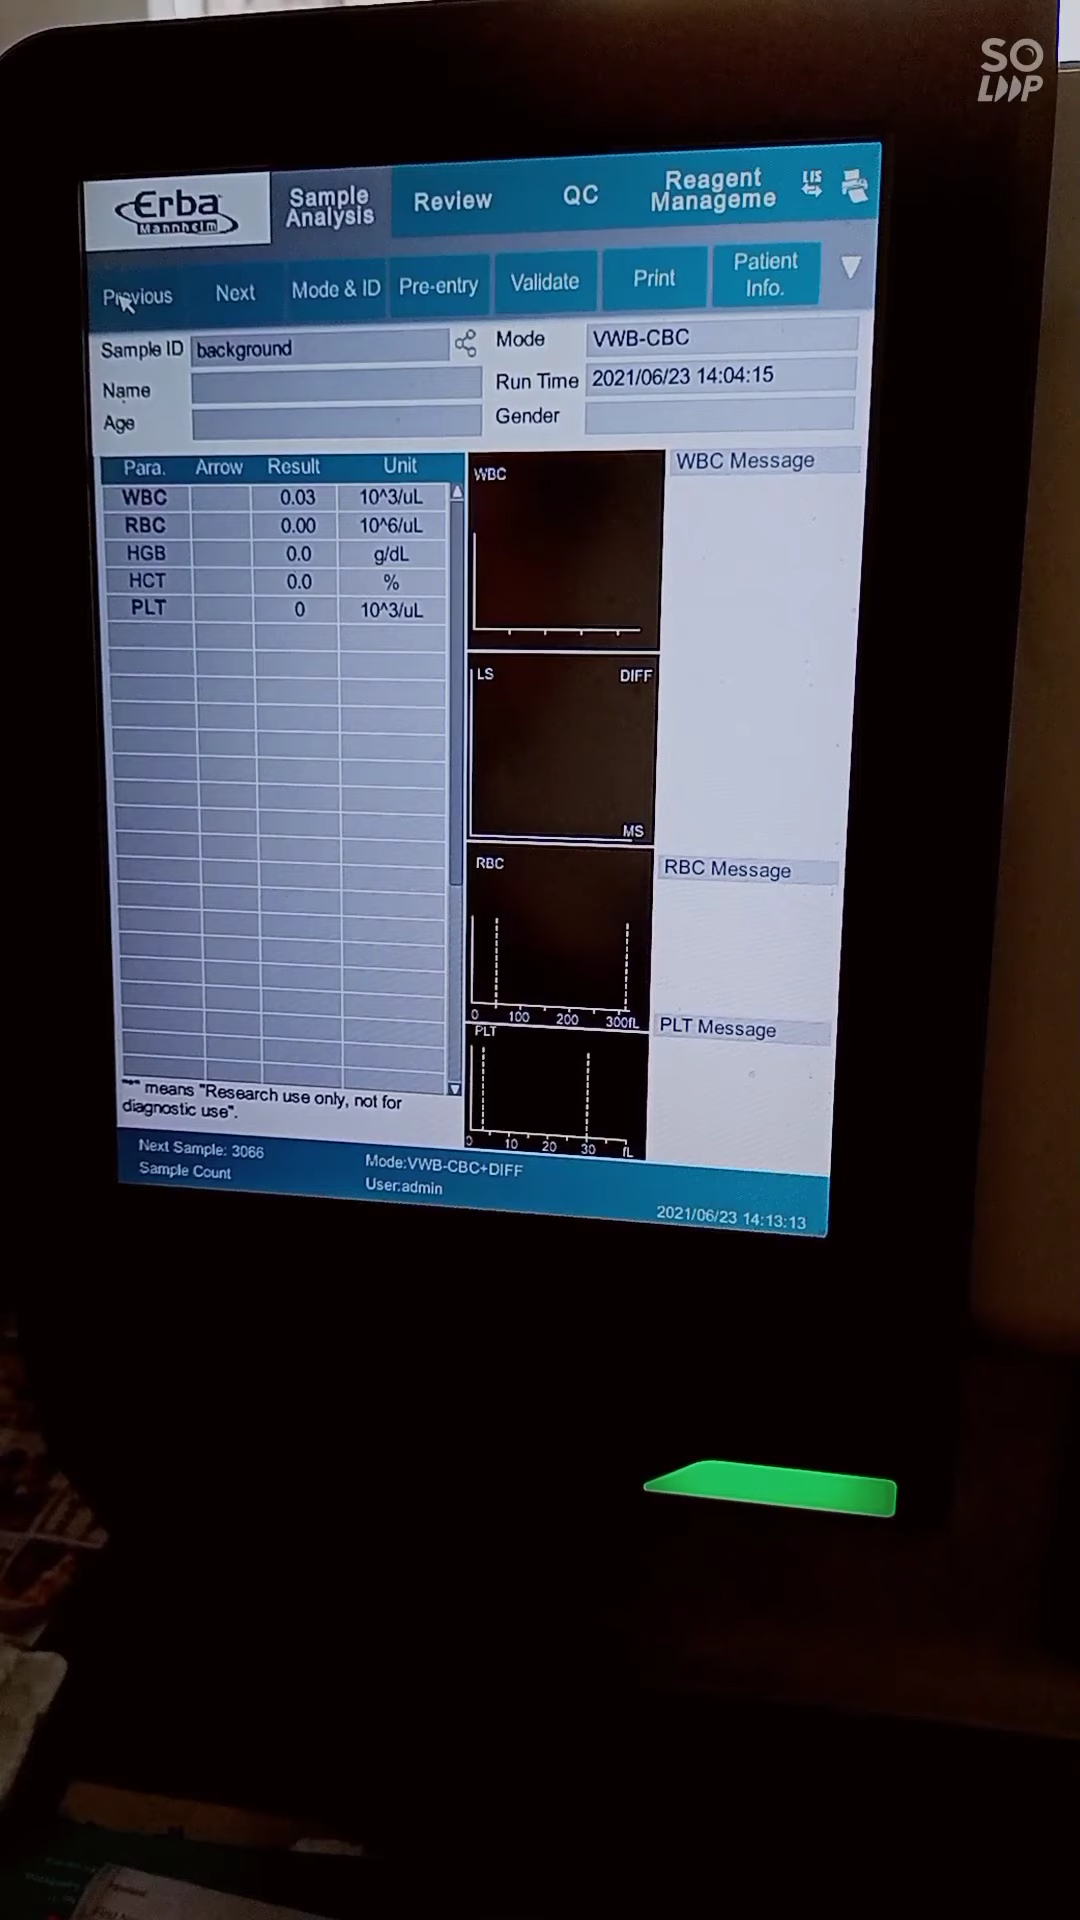 SO
LOOP
Erba
Mannheim
Sample
Analysis
Review
QC
Reagent
Manageme
LIS
Previous
Next
Mode & ID
Pre-entry
Validate
Print
Patient
Info.
Sample ID background
Mode VWB-CBC
Name
Run Time 2021/06/23 14:04:15
Age
Gender
Para. Arrow Result Unit
WBC 0.03 10^3/uL
RBC 0.00 10^6/uL
HGB 0.0 g/dL
HCT 0.0 %
PLT 0 10^3/uL
WBC
WBC Message
LS DIFF
MS
RBC
RBC Message
0 100 200 300fL
PLT
PLT Message
0 10 20 30 fL
"*" means "Research use only, not for
diagnostic use".
Next Sample: 3066
Sample Count
Mode:VWB-CBC+DIFF
User:admin
2021/06/23 14:13:13